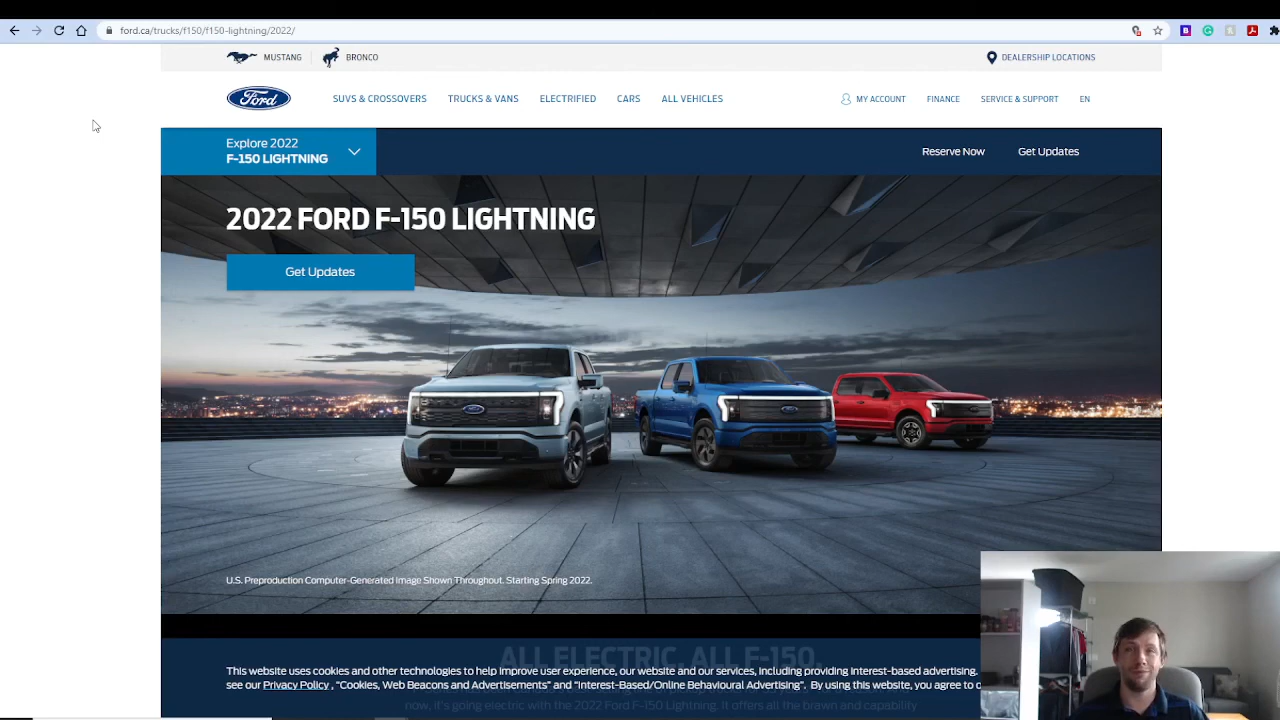 ford.ca/trucks/f150/f150-lightning/2022/
MUSTANG BRONCO DEALERSHIP LOCATIONS
Ford SUVS & CROSSOVERS TRUCKS & VANS ELECTRIFIED CARS ALL VEHICLES MY ACCOUNT FINANCE SERVICE & SUPPORT EN
Explore 2022
F-150 LIGHTNING
Reserve Now Get Updates
2022 FORD F-150 LIGHTNING
Get Updates
U.S. Preproduction Computer-Generated Image Shown Throughout. Starting Spring 2022.
ALL ELECTRIC. ALL F-150.
This website uses cookies and other technologies to help improve user experience, our website and our services, including providing interest-based advertising.
see our Privacy Policy , "Cookies, Web Beacons and Advertisements" and "Interest-Based/Online Behavioural Advertising". By using this website, you agree to
now, it's going electric with the 2022 Ford F-150 Lightning. It offers all the brawn and capability